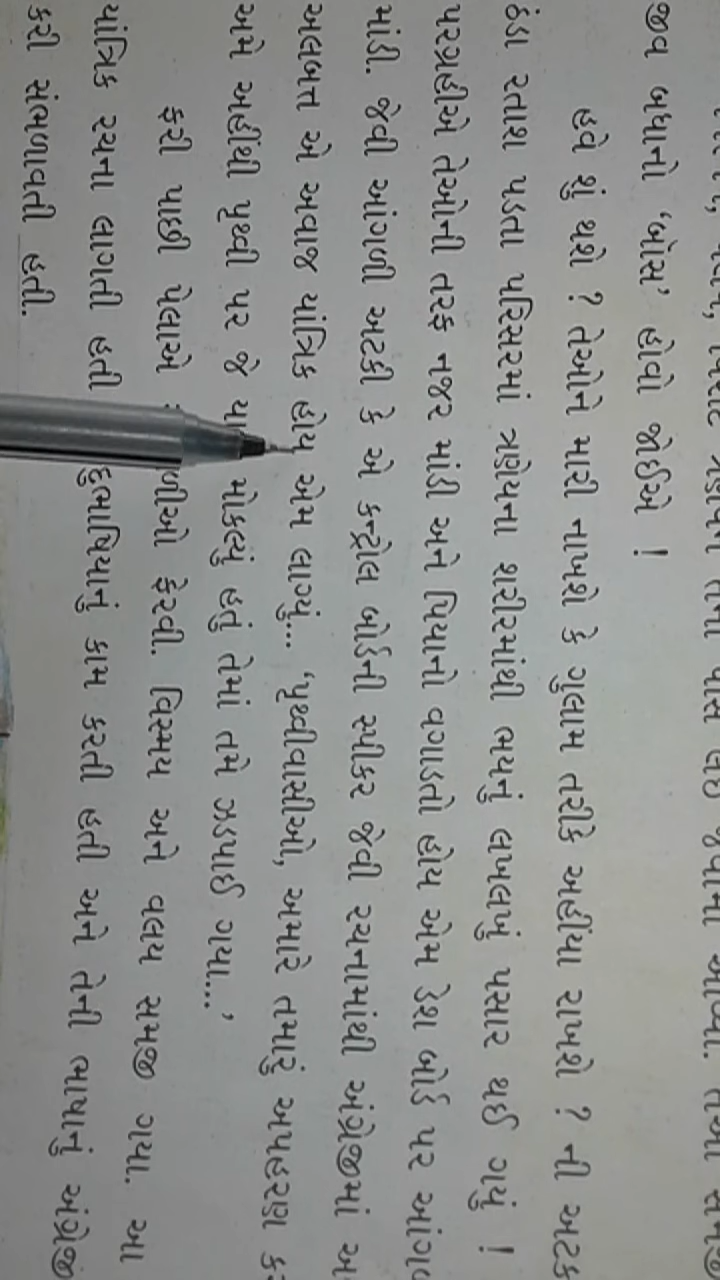 જીવ બધાનો ‘બોસ’ હોવો જોઈએ !
હવે શું થશે ? તેઓને મારી નાખશે કે ગુલામ તરીકે અહીંયા રાખશે ? ની અટક
ઠંડા રતાશ પડતા પરિસરમાં ત્રણેયના શરીરમાંથી ભયનું લખલખું પસાર થઈ ગયું !
પરગ્રહીએ તેઓની તરફ નજર માંડી અને પિયાનો વગાડતો હોય એમ ડેશ બોર્ડ પર આંગળ
માંડી. જેવી આંગળી અટકી કે એ કન્ટ્રોલ બોર્ડની સ્પીકર જેવી રચનામાંથી અંગ્રેજીમાં અ
અલબત્ત એ અવાજ યાંત્રિક હોય એમ લાગ્યું... ‘પૃથ્વીવાસીઓ, અમારે તમારું અપહરણ ક
અમે અહીંથી પૃથ્વી પર જે મોકલ્યું હતું તેમાં તમે ઝડપાઈ ગયા....’
ફરી પાછી પેલાએ ળીઓ ફેરવી. વિસ્મય અને વલય સમજી ગયા. આ
યાંત્રિક રચના લાગતી હતી દુભાષિયાનું કામ કરતી હતી અને તેની ભાષાનું અંગ્રેજી
કરી સંભળાવતી હતી.